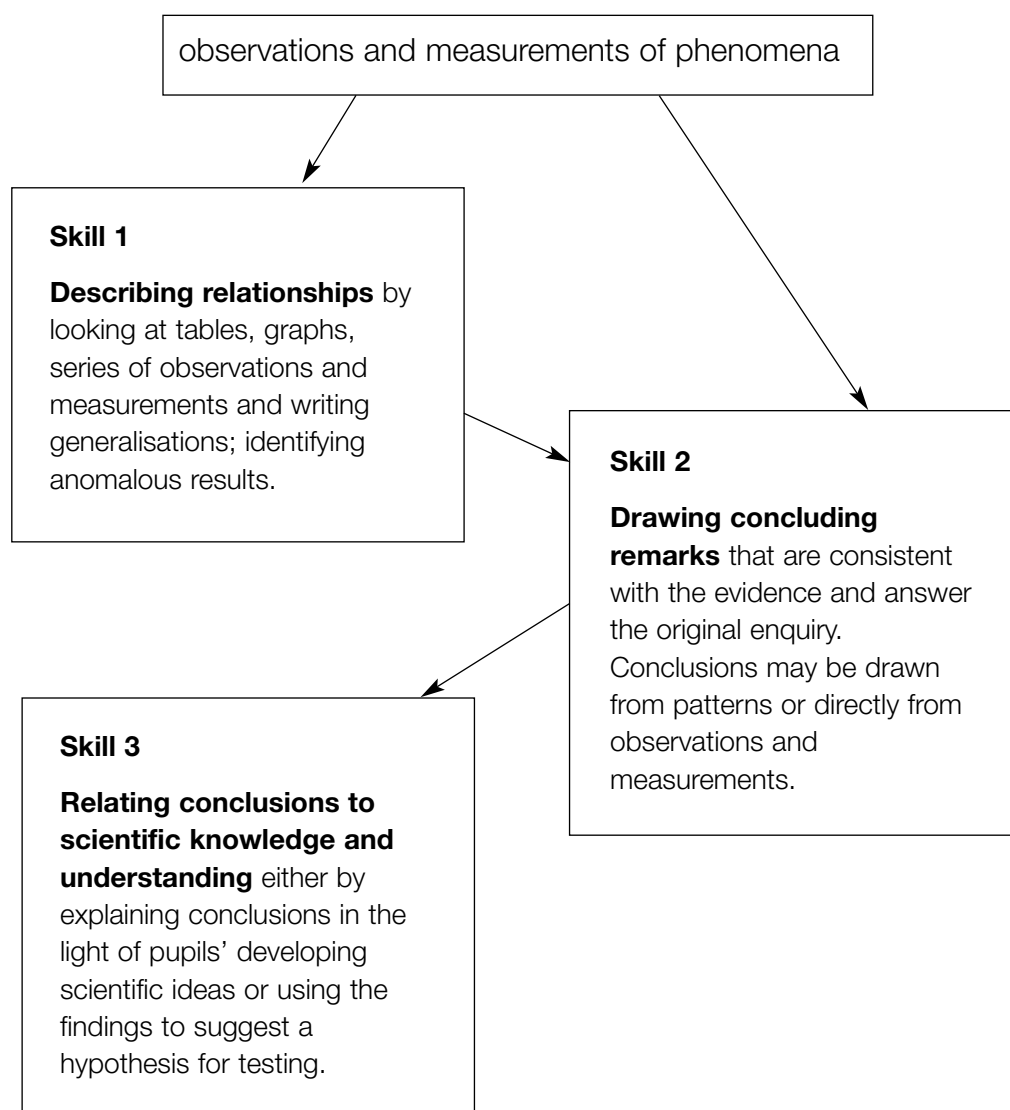 observations and measurements of phenomena
Skill 1
Describing relationships by
looking at tables, graphs,
series of observations and
measurements and writing
generalisations; identifying
anomalous results.
Skill 2
Drawing concluding
remarks that are consistent
with the evidence and answer
the original enquiry.
Conclusions may be drawn
from patterns or directly from
observations and
measurements.
Skill 3
Relating conclusions to
scientific knowledge and
understanding either by
explaining conclusions in the
light of pupils’ developing
scientific ideas or using the
findings to suggest a
hypothesis for testing.